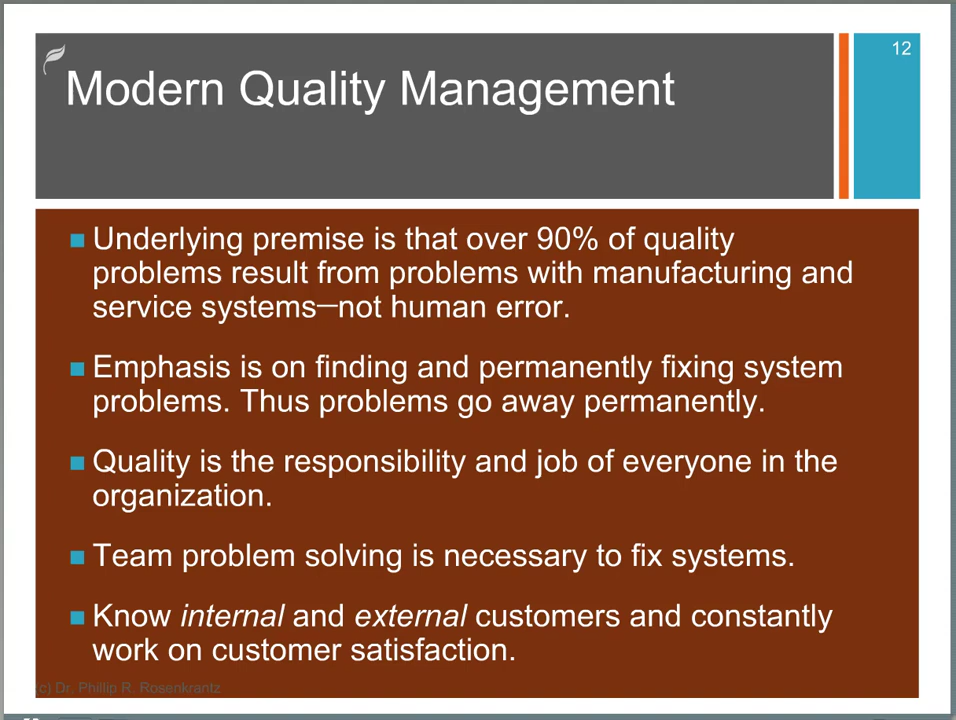 12
Modern Quality Management
Underlying premise is that over 90% of quality
problems result from problems with manufacturing and
service systems—not human error.
Emphasis is on finding and permanently fixing system
problems. Thus problems go away permanently.
Quality is the responsibility and job of everyone in the
organization.
Team problem solving is necessary to fix systems.
Know internal and external customers and constantly
work on customer satisfaction.
(c) Dr. Phillip R. Rosenkrantz